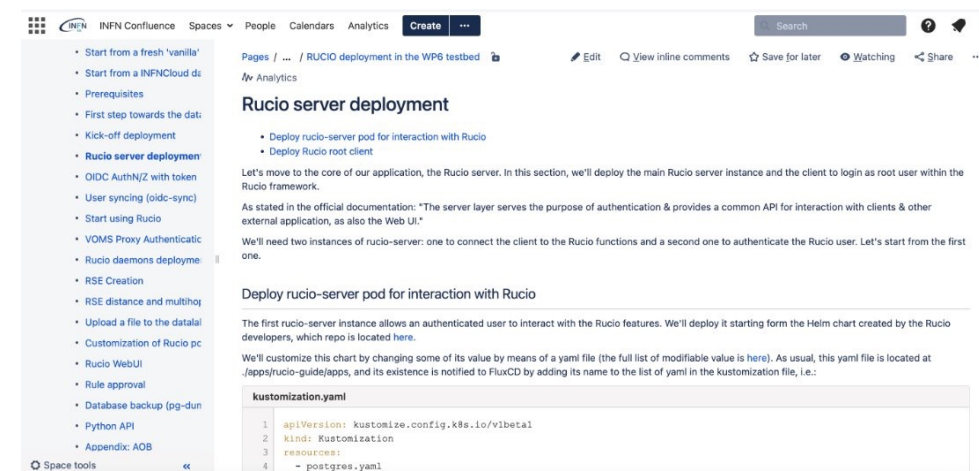 INFN INFN Confluence Spaces People Calendars Analytics Create ... Search
Start from a fresh 'vanilla'
Start from a INFNCloud da
Prerequisites
First step towards the data
Kick-off deployment
Rucio server deploymen
OIDC AuthN/Z with token
User syncing (oidc-sync)
Start using Rucio
VOMS Proxy Authenticatic
Rucio daemons deployme
RSE Creation
RSE distance and multihop
Upload a file to the datalal
Customization of Rucio pc
Rucio WebUI
Rule approval
Database backup (pg-dun
Python API
Appendix: AOB
Space tools «
Pages / ... / RUCIO deployment in the WP6 testbed Edit View inline comments Save for later Watching Share ...
Analytics
Rucio server deployment
• Deploy rucio-server pod for interaction with Rucio
• Deploy Rucio root client
Let's move to the core of our application, the Rucio server. In this section, we'll deploy the main Rucio server instance and the client to login as root user within the
Rucio framework.
As stated in the official documentation: "The server layer serves the purpose of authentication & provides a common API for interaction with clients & other
external application, as also the Web UI."
We'll need two instances of rucio-server: one to connect the client to the Rucio functions and a second one to authenticate the Rucio user. Let's start from the first
one.
Deploy rucio-server pod for interaction with Rucio
The first rucio-server instance allows an authenticated user to interact with the Rucio features. We'll deploy it starting form the Helm chart created by the Rucio
developers, which repo is located here.
We'll customize this chart by changing some of its value by means of a yaml file (the full list of modifiable value is here). As usual, this yaml file is located at
./apps/rucio-guide/apps, and its existence is notified to FluxCD by adding its name to the list of yaml in the kustomization file, i.e.:
kustomization.yaml
1 apiVersion: kustomize.config.k8s.io/v1beta1
2 kind: Kustomization
3 resources:
4 - postgres.yaml